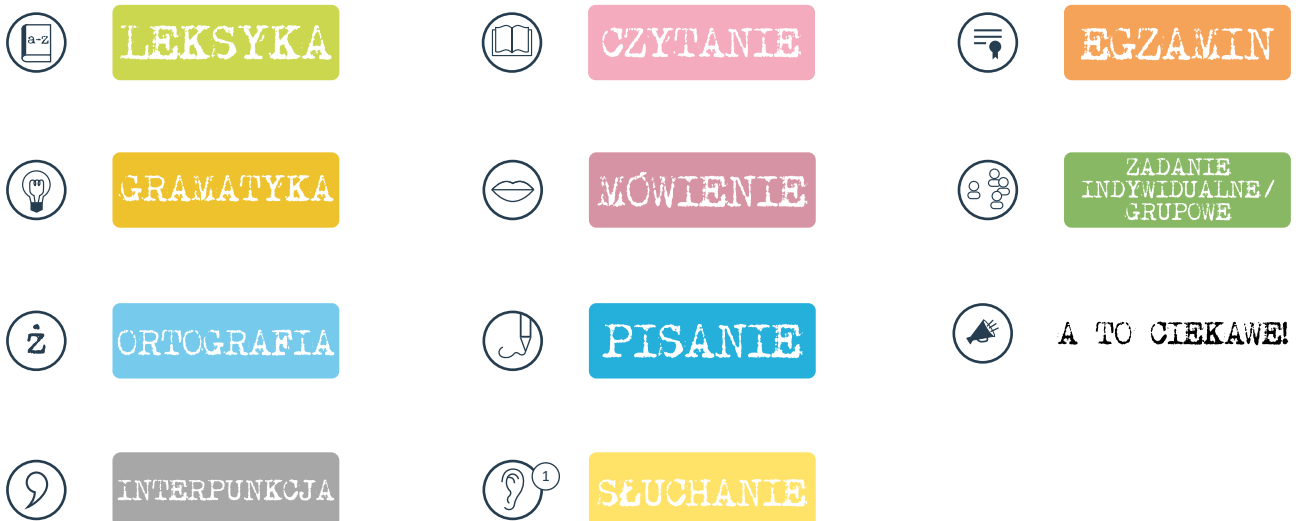 a-z
LEKSYKA
GRAMATYKA
ż
ORTOGRAFIA
INTERPUNKCJA
CZYTANIE
MÓWIENIE
PISANIE
1
SŁUCHANIE
EGZAMIN
ZADANIE
INDYWIDUALNE/
GRUPOWE
A TO CIEKAWE!